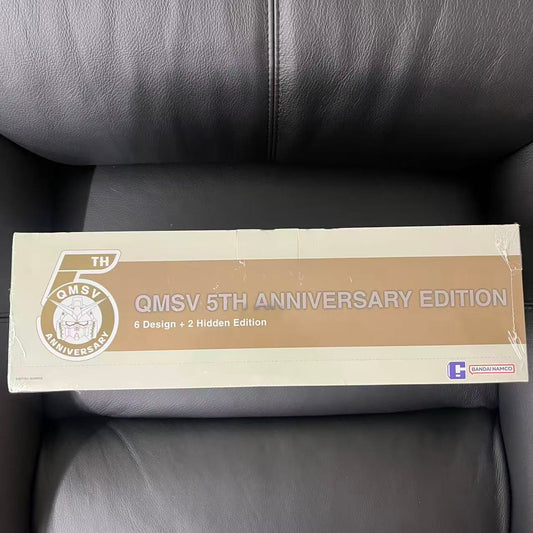 5TH
QMSV
ANNIVERSARY
QMSV 5TH ANNIVERSARY EDITION
6 Design + 2 Hidden Edition
BANDAI NAMCO